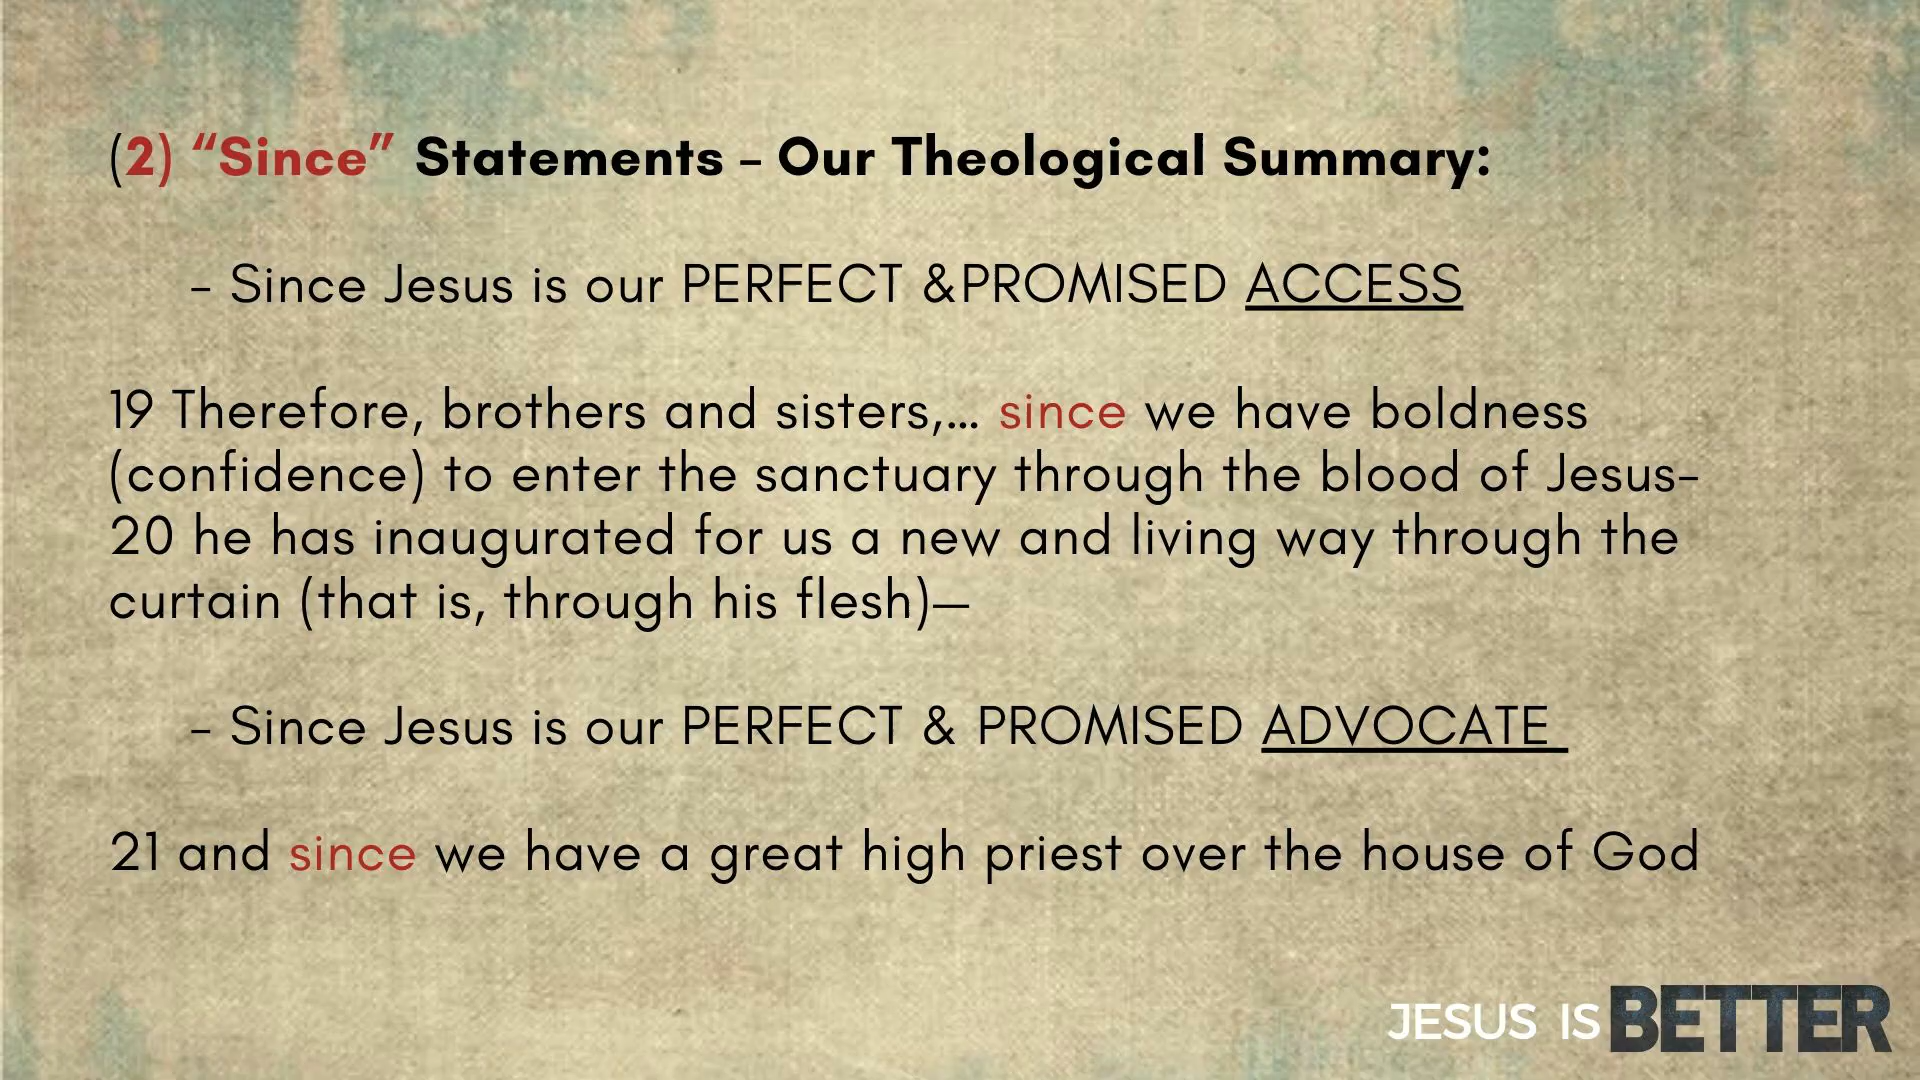 (2) “Since” Statements – Our Theological Summary:
– Since Jesus is our PERFECT &PROMISED ACCESS
19 Therefore, brothers and sisters,... since we have boldness
(confidence) to enter the sanctuary through the blood of Jesus–
20 he has inaugurated for us a new and living way through the
curtain (that is, through his flesh)—
– Since Jesus is our PERFECT & PROMISED ADVOCATE
21 and since we have a great high priest over the house of God
JESUS IS BETTER